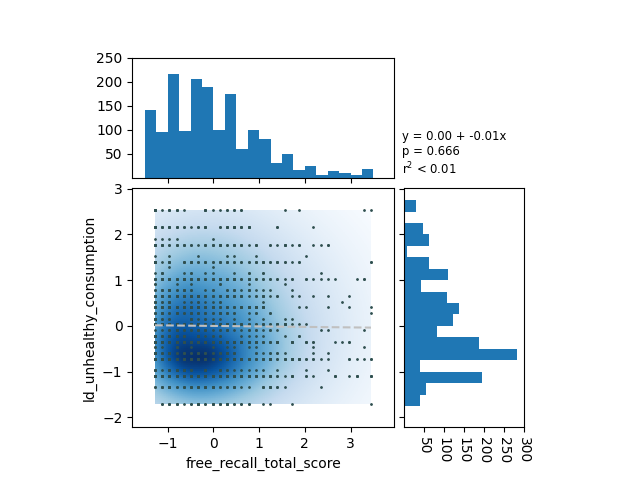 250
200
150
100
50
y = 0.00 + -0.01x
p = 0.666
r² < 0.01
3
2
1
0
−1
−2
ld_unhealthy_consumption
−1 0 1 2 3
free_recall_total_score
50 100 150 200 250 300